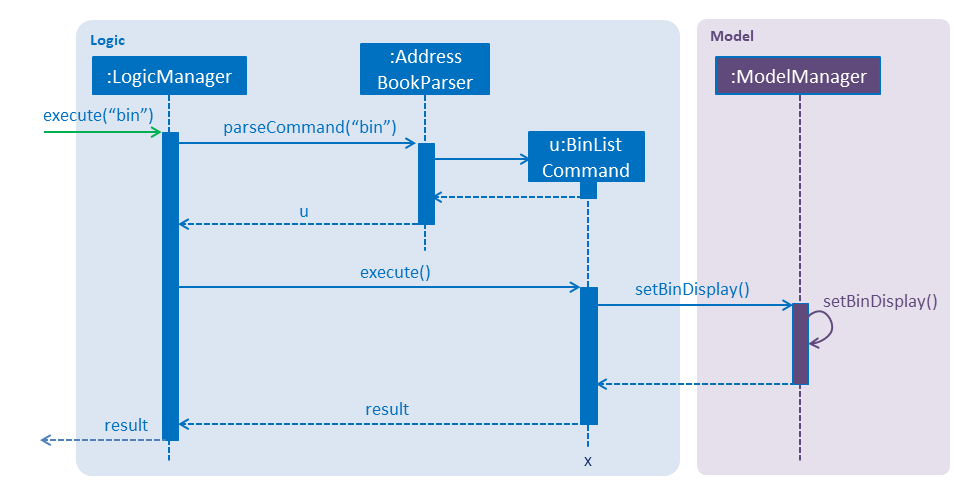 Logic
Model
:LogicManager
:Address
BookParser
:ModelManager
execute(“bin”)
parseCommand(“bin”)
u:BinList
Command
u
execute()
setBinDisplay()
setBinDisplay()
result
result
x